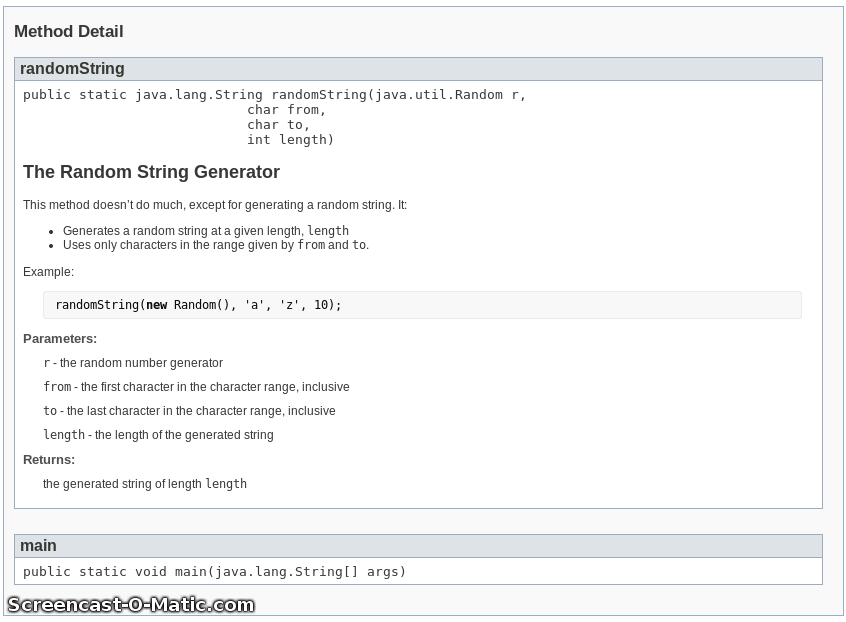 Method Detail
randomString
public static java.lang.String randomString(java.util.Random r,
char from,
char to,
int length)
The Random String Generator
This method doesn’t do much, except for generating a random string. It:
• Generates a random string at a given length, length
• Uses only characters in the range given by from and to.
Example:
randomString(new Random(), 'a', 'z', 10);
Parameters:
r - the random number generator
from - the first character in the character range, inclusive
to - the last character in the character range, inclusive
length - the length of the generated string
Returns:
the generated string of length length
main
public static void main(java.lang.String[] args)
Screencast-O-Matic.com